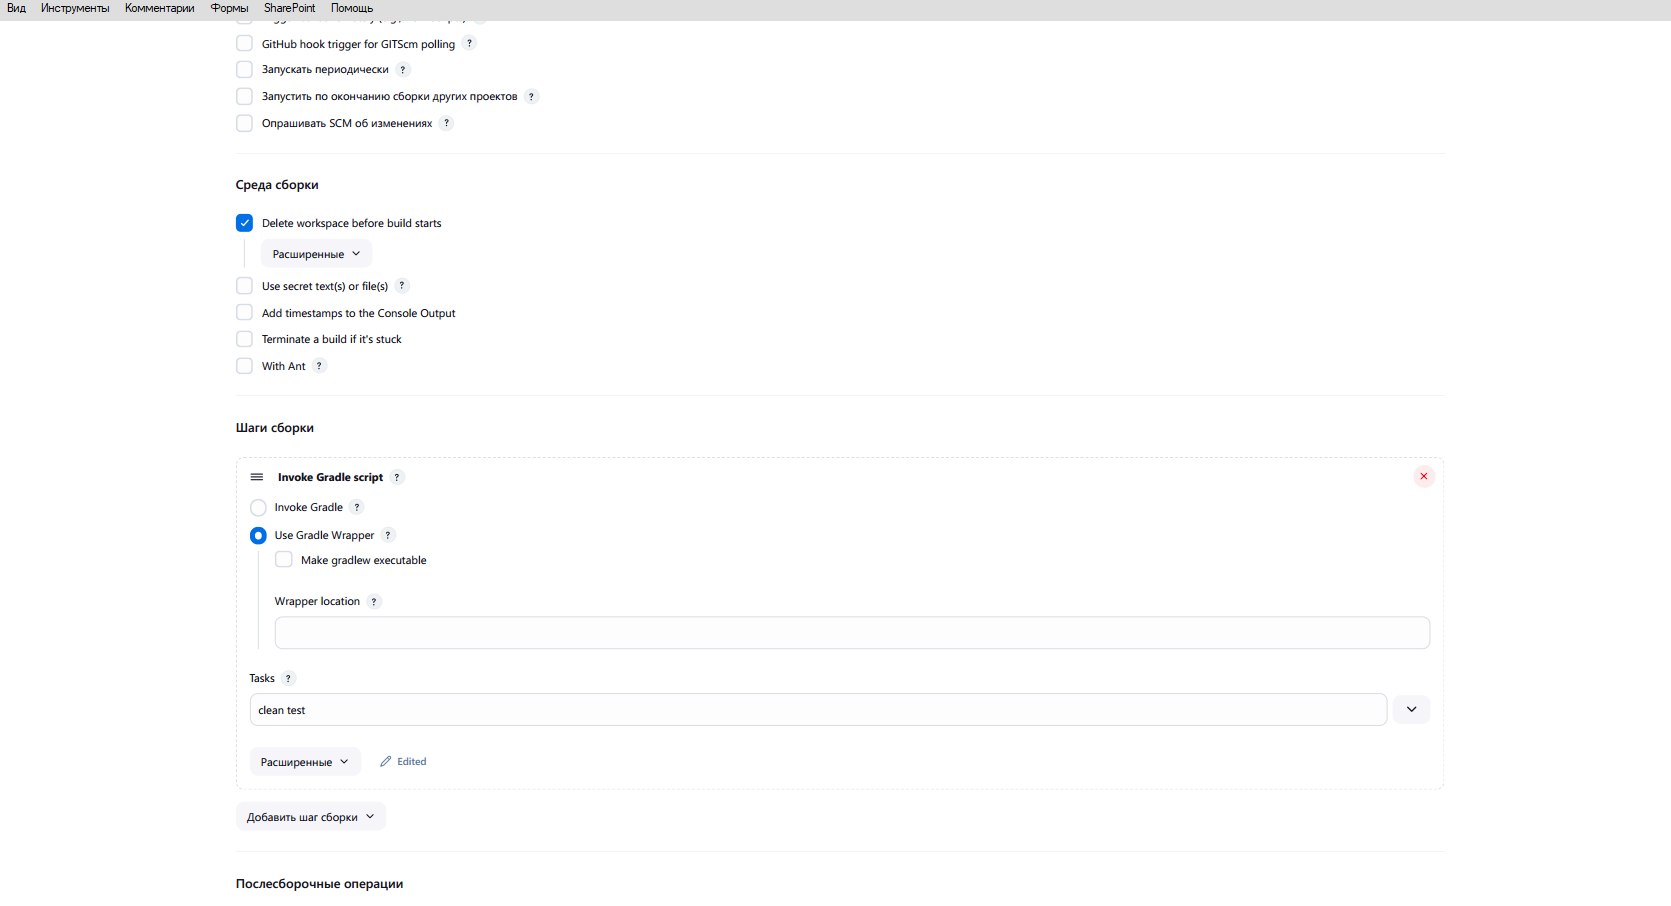 Вид Инструменты Комментарии Формы SharePoint Помощь
GitHub hook trigger for GITScm polling ?
Запускать периодически ?
Запустить по окончанию сборки других проектов ?
Опрашивать SCM об изменениях ?
Среда сборки
Delete workspace before build starts
Расширенные
Use secret text(s) or file(s) ?
Add timestamps to the Console Output
Terminate a build if it's stuck
With Ant ?
Шаги сборки
Invoke Gradle script ?
Invoke Gradle ?
Use Gradle Wrapper ?
Make gradlew executable
Wrapper location ?
Tasks ?
clean test
Расширенные Edited
Добавить шаг сборки
Послесборочные операции